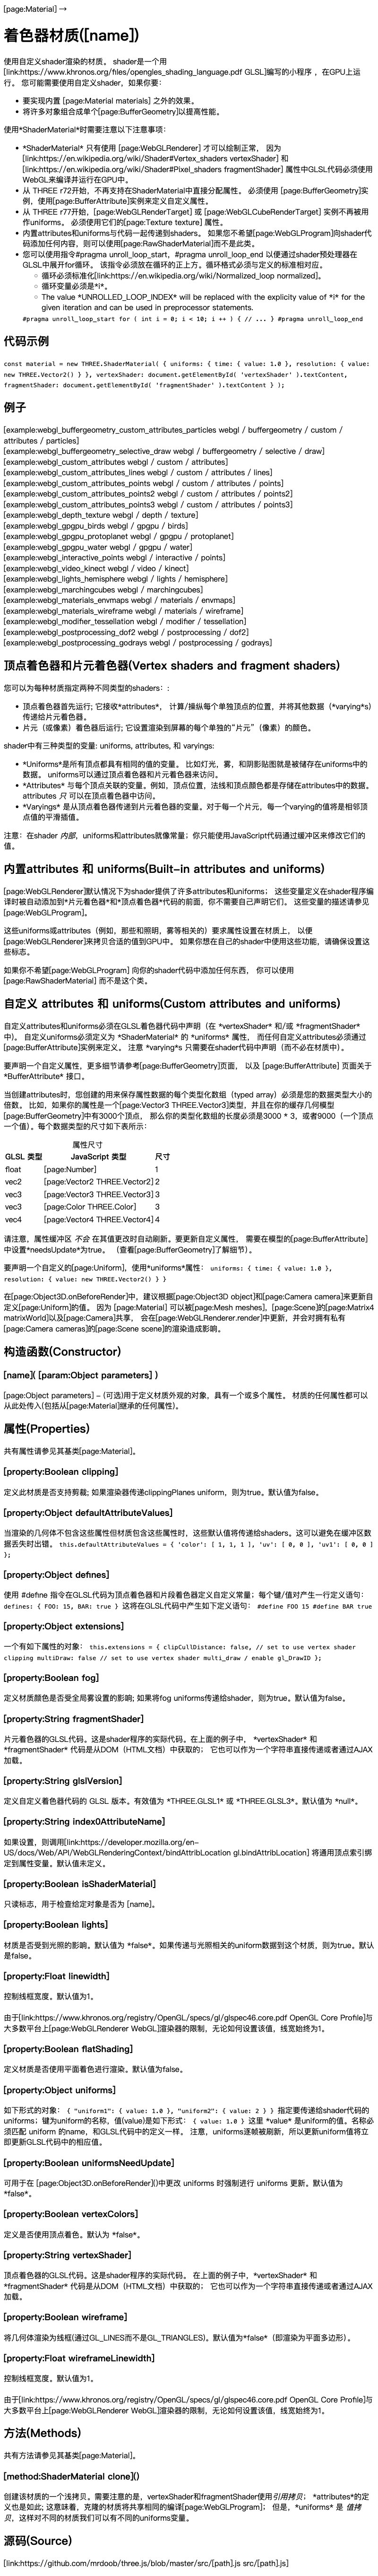 [page:Material] →
着色器材质([name])
使用自定义shader渲染的材质。 shader是一个用
[link:https://www.khronos.org/files/opengles_shading_language.pdf GLSL]编写的小程序 ，在GPU上运
行。 您可能需要使用自定义shader，如果你要：
• 要实现内置 [page:Material materials] 之外的效果。
• 将许多对象组合成单个[page:BufferGeometry]以提高性能。
使用*ShaderMaterial*时需要注意以下注意事项：
• *ShaderMaterial* 只有使用 [page:WebGLRenderer] 才可以绘制正常， 因为
[link:https://en.wikipedia.org/wiki/Shader#Vertex_shaders vertexShader] 和
[link:https://en.wikipedia.org/wiki/Shader#Pixel_shaders fragmentShader] 属性中GLSL代码必须使用
WebGL来编译并运行在GPU中。
• 从 THREE r72开始，不再支持在ShaderMaterial中直接分配属性。 必须使用 [page:BufferGeometry]实
例，使用[page:BufferAttribute]实例来定义自定义属性。
• 从 THREE r77开始，[page:WebGLRenderTarget] 或 [page:WebGLCubeRenderTarget] 实例不再被用
作uniforms。 必须使用它们的[page:Texture texture] 属性。
• 内置attributes和uniforms与代码一起传递到shaders。 如果您不希望[page:WebGLProgram]向shader代
码添加任何内容，则可以使用[page:RawShaderMaterial]而不是此类。
• 您可以使用指令#pragma unroll_loop_start，#pragma unroll_loop_end 以便通过shader预处理器在
GLSL中展开for循环。 该指令必须放在循环的正上方。循环格式必须与定义的标准相对应。
◦ 循环必须标准化[link:https://en.wikipedia.org/wiki/Normalized_loop normalized]。
◦ 循环变量必须是*i*。
◦ The value *UNROLLED_LOOP_INDEX* will be replaced with the explicity value of *i* for the
given iteration and can be used in preprocessor statements.
#pragma unroll_loop_start for ( int i = 0; i < 10; i ++ ) { // ... } #pragma unroll_loop_end
代码示例
const material = new THREE.ShaderMaterial( { uniforms: { time: { value: 1.0 }, resolution: { value:
new THREE.Vector2() } }, vertexShader: document.getElementById( 'vertexShader' ).textContent,
fragmentShader: document.getElementById( 'fragmentShader' ).textContent } );
例子
[example:webgl_buffergeometry_custom_attributes_particles webgl / buffergeometry / custom /
attributes / particles]
[example:webgl_buffergeometry_selective_draw webgl / buffergeometry / selective / draw]
[example:webgl_custom_attributes webgl / custom / attributes]
[example:webgl_custom_attributes_lines webgl / custom / attributes / lines]
[example:webgl_custom_attributes_points webgl / custom / attributes / points]
[example:webgl_custom_attributes_points2 webgl / custom / attributes / points2]
[example:webgl_custom_attributes_points3 webgl / custom / attributes / points3]
[example:webgl_depth_texture webgl / depth / texture]
[example:webgl_gpgpu_birds webgl / gpgpu / birds]
[example:webgl_gpgpu_protoplanet webgl / gpgpu / protoplanet]
[example:webgl_gpgpu_water webgl / gpgpu / water]
[example:webgl_interactive_points webgl / interactive / points]
[example:webgl_video_kinect webgl / video / kinect]
[example:webgl_lights_hemisphere webgl / lights / hemisphere]
[example:webgl_marchingcubes webgl / marchingcubes]
[example:webgl_materials_envmaps webgl / materials / envmaps]
[example:webgl_materials_wireframe webgl / materials / wireframe]
[example:webgl_modifier_tessellation webgl / modifier / tessellation]
[example:webgl_postprocessing_dof2 webgl / postprocessing / dof2]
[example:webgl_postprocessing_godrays webgl / postprocessing / godrays]
顶点着色器和片元着色器(Vertex shaders and fragment shaders)
您可以为每种材质指定两种不同类型的shaders：:
• 顶点着色器首先运行; 它接收*attributes*， 计算/操纵每个单独顶点的位置，并将其他数据（*varying*s）
传递给片元着色器。
• 片元（或像素）着色器后运行; 它设置渲染到屏幕的每个单独的“片元”（像素）的颜色。
shader中有三种类型的变量: uniforms, attributes, 和 varyings:
• *Uniforms*是所有顶点都具有相同的值的变量。 比如灯光，雾，和阴影贴图就是被储存在uniforms中的
数据。 uniforms可以通过顶点着色器和片元着色器来访问。
• *Attributes* 与每个顶点关联的变量。例如，顶点位置，法线和顶点颜色都是存储在attributes中的数据。
attributes 只 可以在顶点着色器中访问。
• *Varyings* 是从顶点着色器传递到片元着色器的变量。对于每一个片元，每一个varying的值将是相邻顶
点值的平滑插值。
注意：在shader 内部，uniforms和attributes就像常量；你只能使用JavaScript代码通过缓冲区来修改它们的
值。
内置attributes 和 uniforms(Built-in attributes and uniforms)
[page:WebGLRenderer]默认情况下为shader提供了许多attributes和uniforms； 这些变量定义在shader程序编
译时被自动添加到*片元着色器*和*顶点着色器*代码的前面，你不需要自己声明它们。 这些变量的描述请参见
[page:WebGLProgram]。
这些uniforms或attributes（例如，那些和照明，雾等相关的）要求属性设置在材质上， 以便
[page:WebGLRenderer]来拷贝合适的值到GPU中。 如果你想在自己的shader中使用这些功能，请确保设置这
些标志。
如果你不希望[page:WebGLProgram] 向你的shader代码中添加任何东西， 你可以使用
[page:RawShaderMaterial] 而不是这个类。
自定义 attributes 和 uniforms(Custom attributes and uniforms)
自定义attributes和uniforms必须在GLSL着色器代码中声明（在 *vertexShader* 和/或 *fragmentShader*
中）。 自定义uniforms必须定义为 *ShaderMaterial* 的 *uniforms* 属性， 而任何自定义attributes必须通过
[page:BufferAttribute]实例来定义。 注意 *varying*s 只需要在shader代码中声明（而不必在材质中）。
要声明一个自定义属性，更多细节请参考[page:BufferGeometry]页面， 以及 [page:BufferAttribute] 页面关于
*BufferAttribute* 接口。
当创建attributes时，您创建的用来保存属性数据的每个类型化数组（typed array）必须是您的数据类型大小的
倍数。 比如，如果你的属性是一个[page:Vector3 THREE.Vector3]类型，并且在你的缓存几何模型
[page:BufferGeometry]中有3000个顶点， 那么你的类型化数组的长度必须是3000 * 3，或者9000（一个顶点
一个值）。每个数据类型的尺寸如下表所示：
属性尺寸
GLSL 类型 JavaScript 类型 尺寸
float [page:Number] 1
vec2 [page:Vector2 THREE.Vector2] 2
vec3 [page:Vector3 THREE.Vector3] 3
vec3 [page:Color THREE.Color] 3
vec4 [page:Vector4 THREE.Vector4] 4
请注意，属性缓冲区 不会 在其值更改时自动刷新。要更新自定义属性， 需要在模型的[page:BufferAttribute]
中设置*needsUpdate*为true。 （查看[page:BufferGeometry]了解细节）。
要声明一个自定义的[page:Uniform]，使用*uniforms*属性： uniforms: { time: { value: 1.0 },
resolution: { value: new THREE.Vector2() } }
在[page:Object3D.onBeforeRender]中，建议根据[page:Object3D object]和[page:Camera camera]来更新自
定义[page:Uniform]的值。 因为 [page:Material] 可以被[page:Mesh meshes]，[page:Scene]的[page:Matrix4
matrixWorld]以及[page:Camera]共享， 会在[page:WebGLRenderer.render]中更新，并会对拥有私有
[page:Camera cameras]的[page:Scene scene]的渲染造成影响。
构造函数(Constructor)
[name]( [param:Object parameters] )
[page:Object parameters] - (可选)用于定义材质外观的对象，具有一个或多个属性。 材质的任何属性都可以
从此处传入(包括从[page:Material]继承的任何属性)。
属性(Properties)
共有属性请参见其基类[page:Material]。
[property:Boolean clipping]
定义此材质是否支持剪裁; 如果渲染器传递clippingPlanes uniform，则为true。默认值为false。
[property:Object defaultAttributeValues]
当渲染的几何体不包含这些属性但材质包含这些属性时，这些默认值将传递给shaders。这可以避免在缓冲区数
据丢失时出错。 this.defaultAttributeValues = { 'color': [ 1, 1, 1 ], 'uv': [ 0, 0 ], 'uv1': [ 0, 0 ]
};
[property:Object defines]
使用 #define 指令在GLSL代码为顶点着色器和片段着色器定义自定义常量；每个键/值对产生一行定义语句：
defines: { FOO: 15, BAR: true } 这将在GLSL代码中产生如下定义语句： #define FOO 15 #define BAR true
[property:Object extensions]
一个有如下属性的对象： this.extensions = { clipCullDistance: false, // set to use vertex shader
clipping multiDraw: false // set to use vertex shader multi_draw / enable gl_DrawID };
[property:Boolean fog]
定义材质颜色是否受全局雾设置的影响; 如果将fog uniforms传递给shader，则为true。默认值为false。
[property:String fragmentShader]
片元着色器的GLSL代码。这是shader程序的实际代码。在上面的例子中， *vertexShader* 和
*fragmentShader* 代码是从DOM（HTML文档）中获取的； 它也可以作为一个字符串直接传递或者通过AJAX
加载。
[property:String glslVersion]
定义自定义着色器代码的 GLSL 版本。有效值为 *THREE.GLSL1* 或 *THREE.GLSL3*。默认值为 *null*。
[property:String index0AttributeName]
如果设置，则调用[link:https://developer.mozilla.org/en-
US/docs/Web/API/WebGLRenderingContext/bindAttribLocation gl.bindAttribLocation] 将通用顶点索引绑
定到属性变量。默认值未定义。
[property:Boolean isShaderMaterial]
只读标志，用于检查给定对象是否为 [name]。
[property:Boolean lights]
材质是否受到光照的影响。默认值为 *false*。如果传递与光照相关的uniform数据到这个材质，则为true。默认
是false。
[property:Float linewidth]
控制线框宽度。默认值为1。
由于[link:https://www.khronos.org/registry/OpenGL/specs/gl/glspec46.core.pdf OpenGL Core Profile]与
大多数平台上[page:WebGLRenderer WebGL]渲染器的限制，无论如何设置该值，线宽始终为1。
[property:Boolean flatShading]
定义材质是否使用平面着色进行渲染。默认值为false。
[property:Object uniforms]
如下形式的对象： { "uniform1": { value: 1.0 }, "uniform2": { value: 2 } } 指定要传递给shader代码的
uniforms；键为uniform的名称，值(value)是如下形式： { value: 1.0 } 这里 *value* 是uniform的值。名称必
须匹配 uniform 的name，和GLSL代码中的定义一样。 注意，uniforms逐帧被刷新，所以更新uniform值将立
即更新GLSL代码中的相应值。
[property:Boolean uniformsNeedUpdate]
可用于在 [page:Object3D.onBeforeRender]()中更改 uniforms 时强制进行 uniforms 更新。默认值为
*false*。
[property:Boolean vertexColors]
定义是否使用顶点着色。默认为 *false*。
[property:String vertexShader]
顶点着色器的GLSL代码。这是shader程序的实际代码。 在上面的例子中，*vertexShader* 和
*fragmentShader* 代码是从DOM（HTML文档）中获取的； 它也可以作为一个字符串直接传递或者通过AJAX
加载。
[property:Boolean wireframe]
将几何体渲染为线框(通过GL_LINES而不是GL_TRIANGLES)。默认值为*false*（即渲染为平面多边形）。
[property:Float wireframeLinewidth]
控制线框宽度。默认值为1。
由于[link:https://www.khronos.org/registry/OpenGL/specs/gl/glspec46.core.pdf OpenGL Core Profile]与
大多数平台上[page:WebGLRenderer WebGL]渲染器的限制，无论如何设置该值，线宽始终为1。
方法(Methods)
共有方法请参见其基类[page:Material]。
[method:ShaderMaterial clone]()
创建该材质的一个浅拷贝。需要注意的是，vertexShader和fragmentShader使用引用拷贝； *attributes*的定
义也是如此; 这意味着，克隆的材质将共享相同的编译[page:WebGLProgram]； 但是，*uniforms* 是 值拷
贝，这样对不同的材质我们可以有不同的uniforms变量。
源码(Source)
[link:https://github.com/mrdoob/three.js/blob/master/src/[path].js src/[path].js]